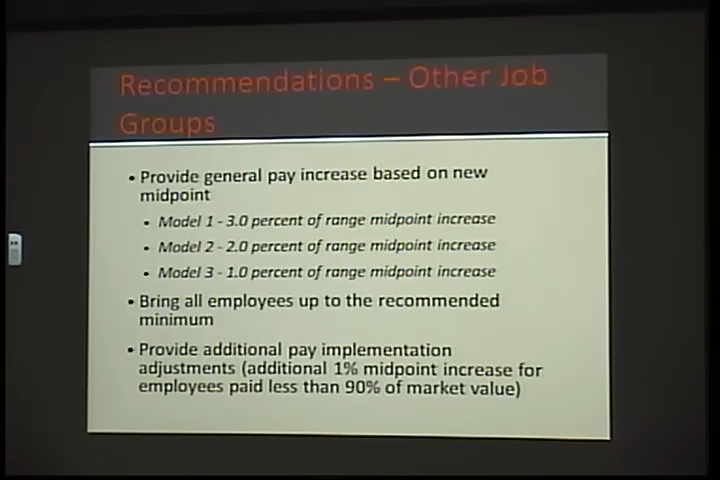 Recommendations – Other Job
Groups
• Provide general pay increase based on new
midpoint
• Model 1 - 3.0 percent of range midpoint increase
• Model 2 - 2.0 percent of range midpoint increase
• Model 3 - 1.0 percent of range midpoint increase
• Bring all employees up to the recommended
minimum
• Provide additional pay implementation
adjustments (additional 1% midpoint increase for
employees paid less than 90% of market value)